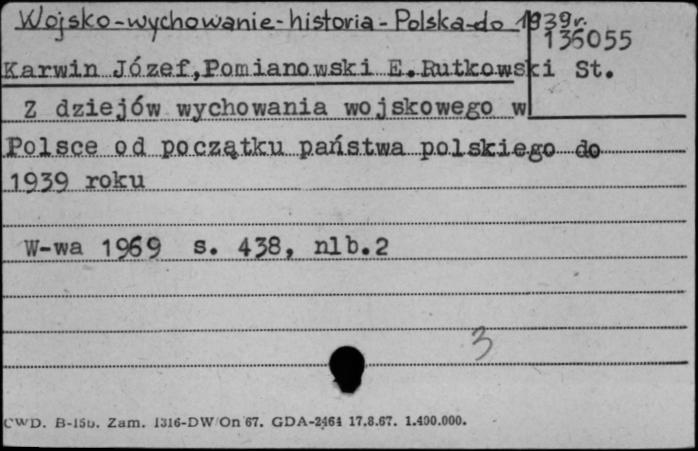 Wojsko-wychowanie-historia-Polska-do 1939r.
136055
Karwin Józef,Pomianowski E.Rutkowski St.
Z dziejów wychowania wojskowego w
Polsce od początku państwa polskiego do
1939 roku
W-wa 1969 s. 438, nlb.2
3
CWD. B-15b. Zam. 1316-DW/On/67. GDA-2464 17.8.67. 1.400.000.